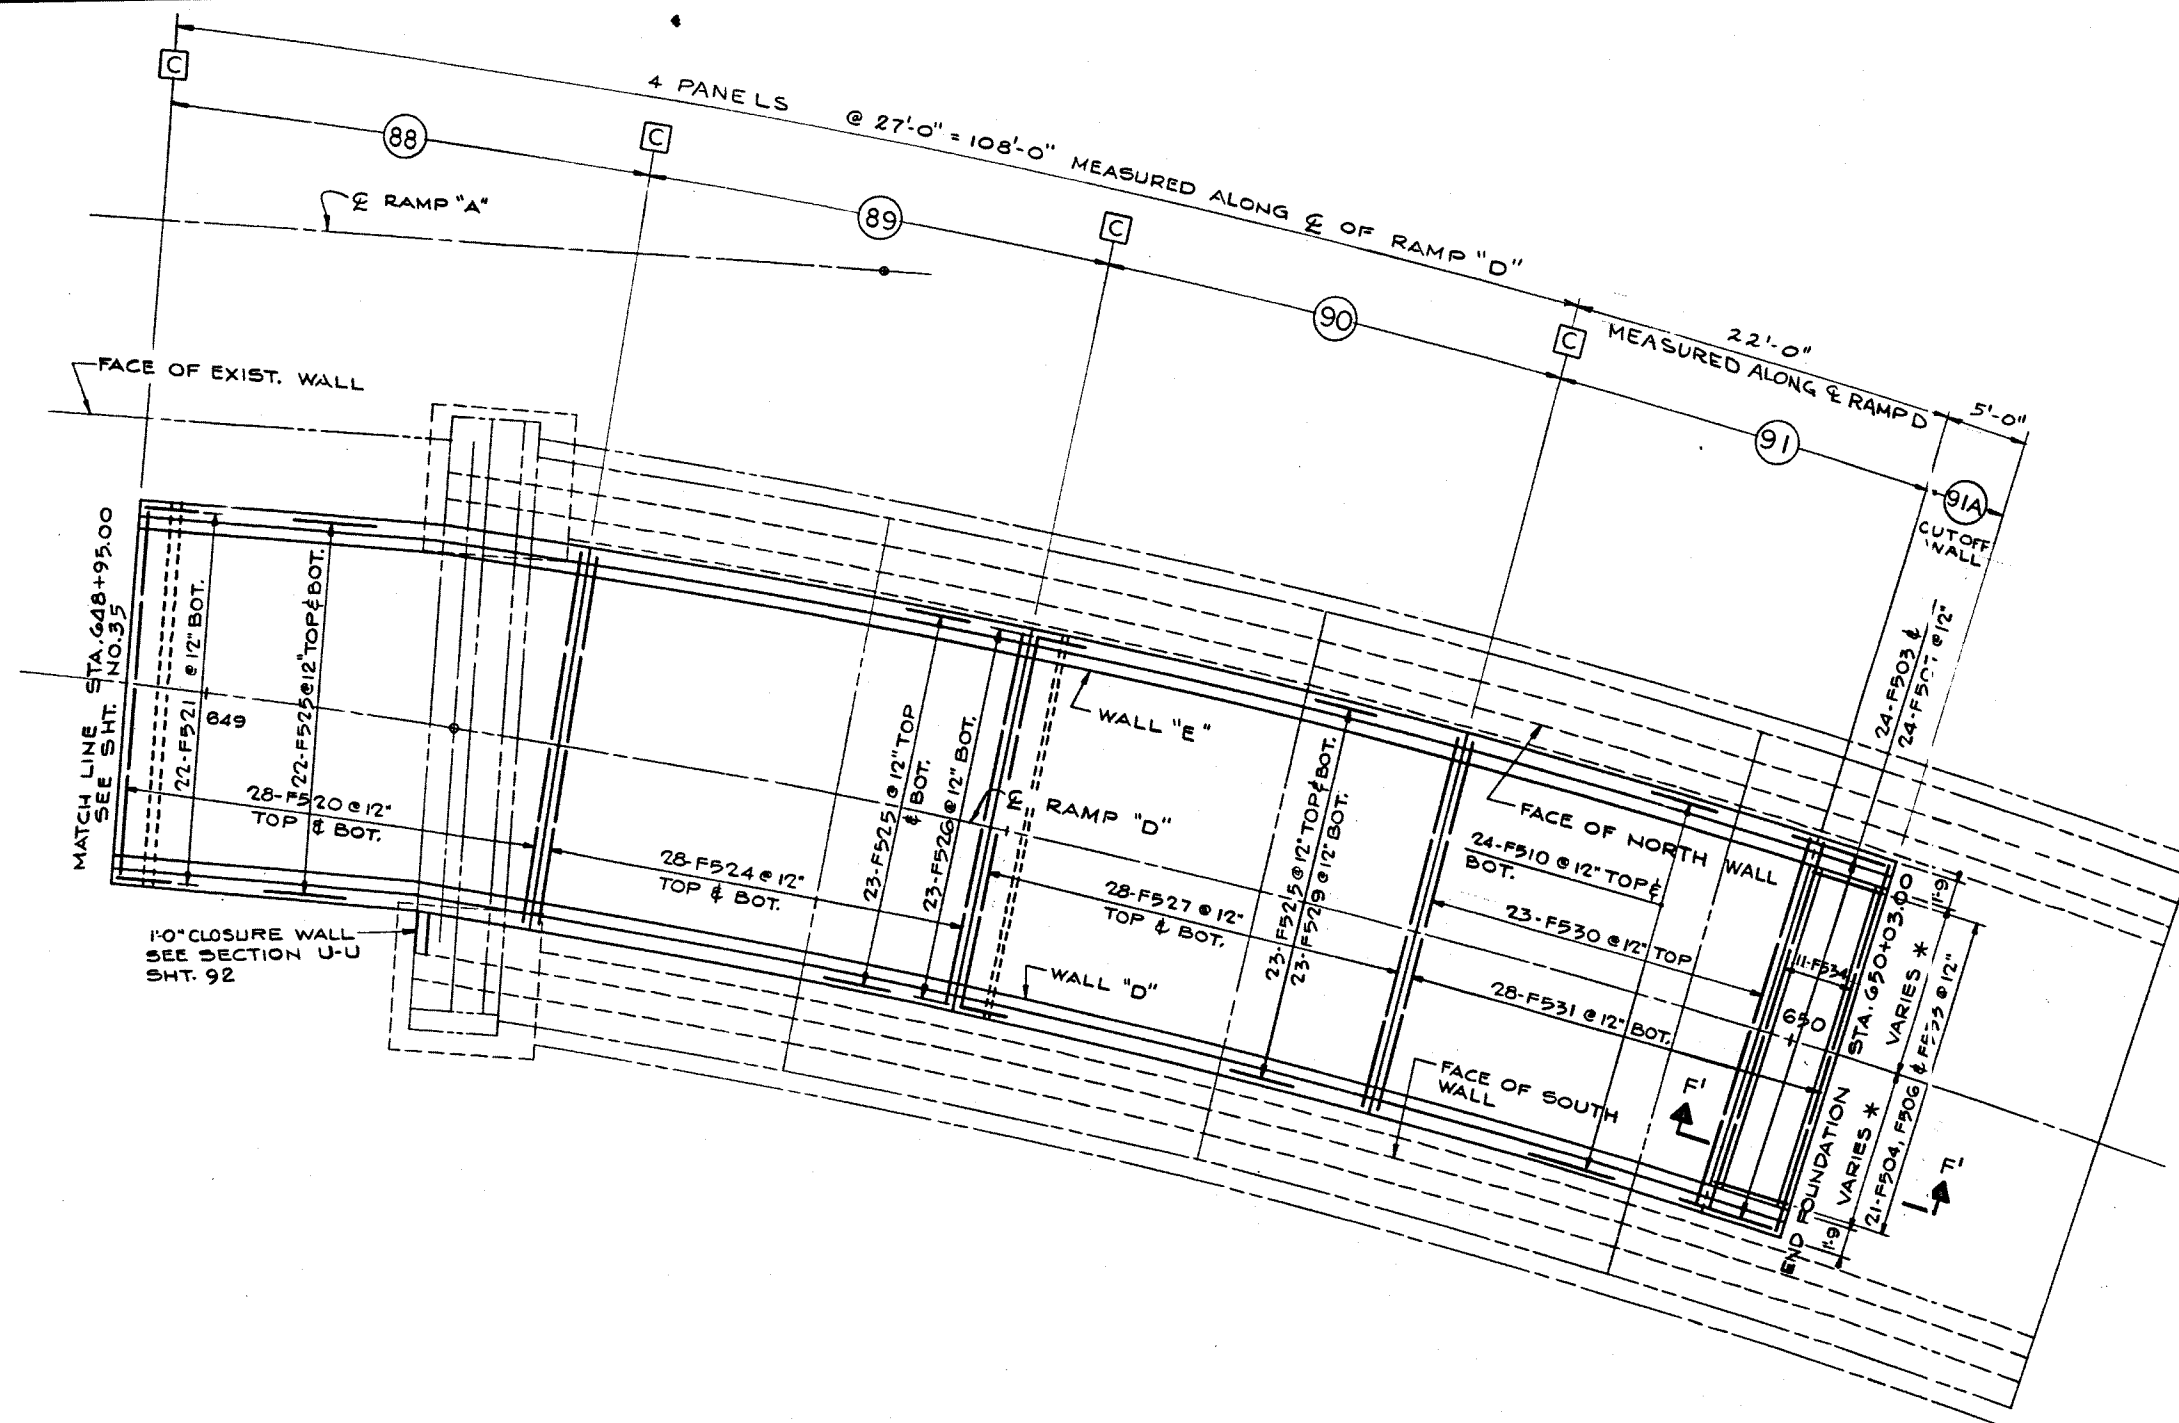 C
4 PANELS @ 27'-0" = 108'-0" MEASURED ALONG ℄ OF RAMP "D"
88
C
℄ RAMP "A"
89
C
90
C
22'-0"
MEASURED ALONG ℄ RAMP D
5'-0"
91
91A
CUTOFF
WALL
FACE OF EXIST. WALL
MATCH LINE STA. 648+95.00
SEE SHT. NO.35
22-F521 @ 12" BOT.
649
22-F525 @ 12" TOP & BOT.
28-F520 @ 12"
TOP & BOT.
1'-0" CLOSURE WALL
SEE SECTION U-U
SHT. 92
28-F524 @ 12"
TOP & BOT.
23-F525 @ 12" TOP
& BOT.
23-F526 @ 12" BOT.
WALL "E"
℄ RAMP "D"
28-F527 @ 12"
TOP & BOT.
WALL "D"
23-F525 @ 12" TOP & BOT.
23-F529 @ 12" BOT.
FACE OF NORTH WALL
24-F510 @ 12" TOP &
BOT.
23-F530 @ 12" TOP
28-F531 @ 12" BOT.
FACE OF SOUTH
WALL
24-F503 &
@ 12"
11-F534
650
STA. 650+03.00
END FOUNDATION
1'-9
VARIES *
VARIES *
1'-9
21-F504, F506 &
@ 12"
F'
F'